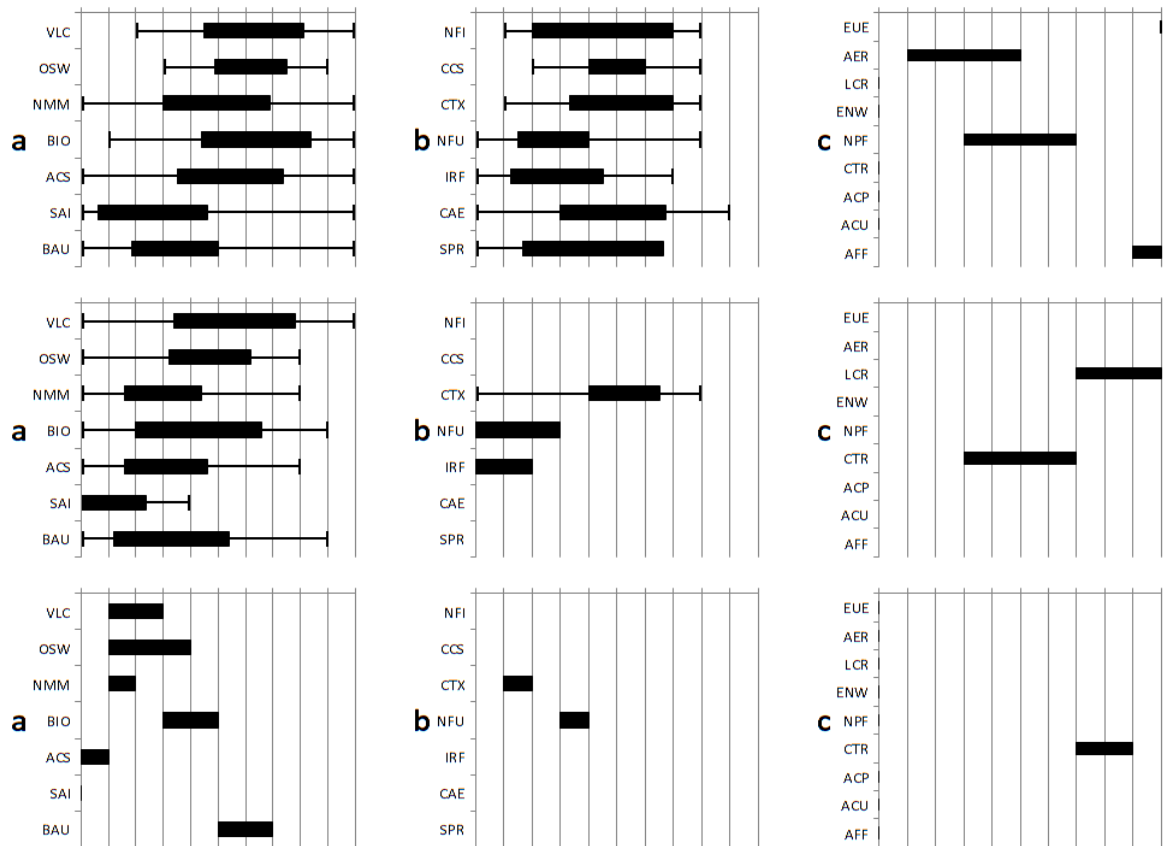 VLC
OSW
NMM
a BIO
ACS
SAI
BAU
NFI
CCS
CTX
b NFU
IRF
CAE
SPR
EUE
AER
LCR
ENW
c NPF
CTR
ACP
ACU
AFF
VLC
OSW
NMM
a BIO
ACS
SAI
BAU
NFI
CCS
CTX
b NFU
IRF
CAE
SPR
EUE
AER
LCR
ENW
c NPF
CTR
ACP
ACU
AFF
VLC
OSW
NMM
a BIO
ACS
SAI
BAU
NFI
CCS
CTX
b NFU
IRF
CAE
SPR
EUE
AER
LCR
ENW
c NPF
CTR
ACP
ACU
AFF